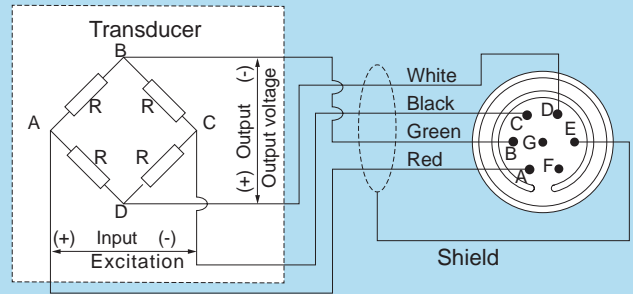 Transducer
B
R
R
A
C
R
R
D
(-)
Output
(+)
Output voltage
(+) Input (-)
Excitation
White
Black
Green
Red
Shield
D
C
E
G
B
A
F